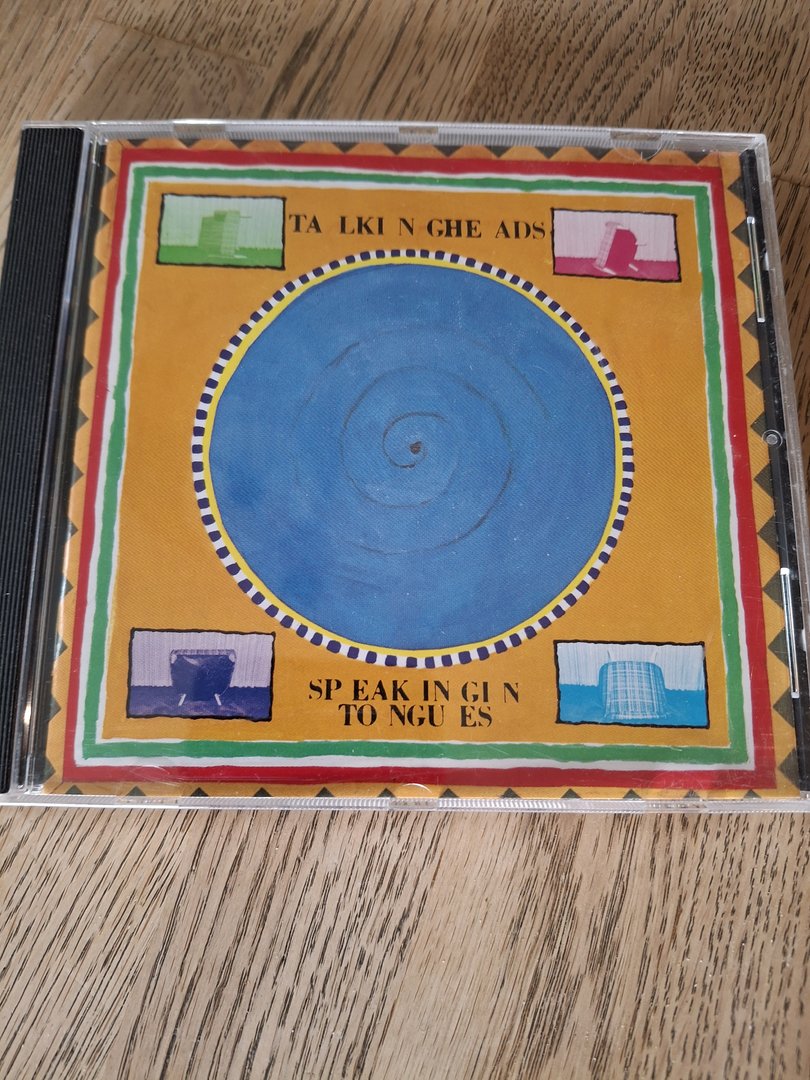 TA LKI N GHE ADS
SP EAK IN GI N
TO NGU ES